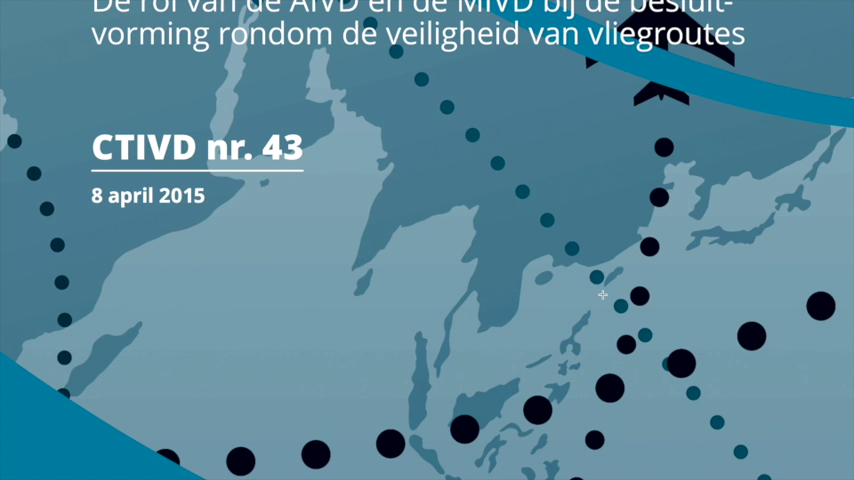 De rol van de AIVD en de MIVD bij de besluit-
vorming rondom de veiligheid van vliegroutes
CTIVD nr. 43
8 april 2015